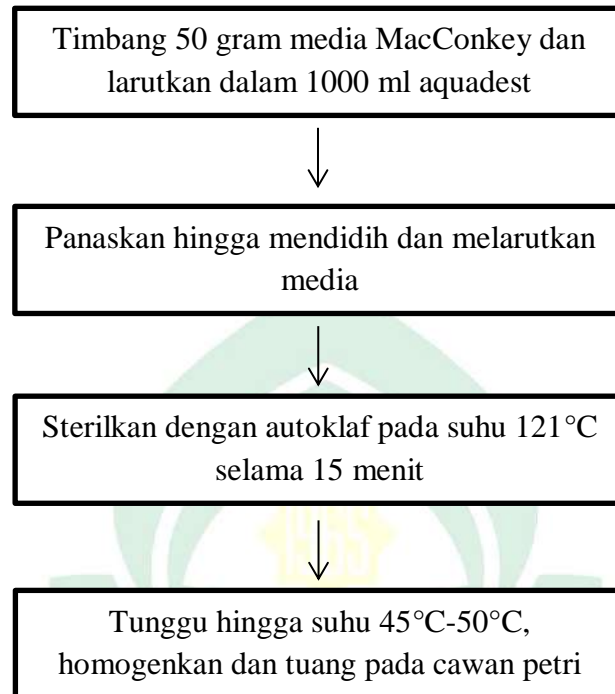 Timbang 50 gram media MacConkey dan
larutkan dalam 1000 ml aquadest
Panaskan hingga mendidih dan melarutkan
media
Sterilkan dengan autoklaf pada suhu 121°C
selama 15 menit
1965
Tunggu hingga suhu 45°C-50°C,
homogenkan dan tuang pada cawan petri